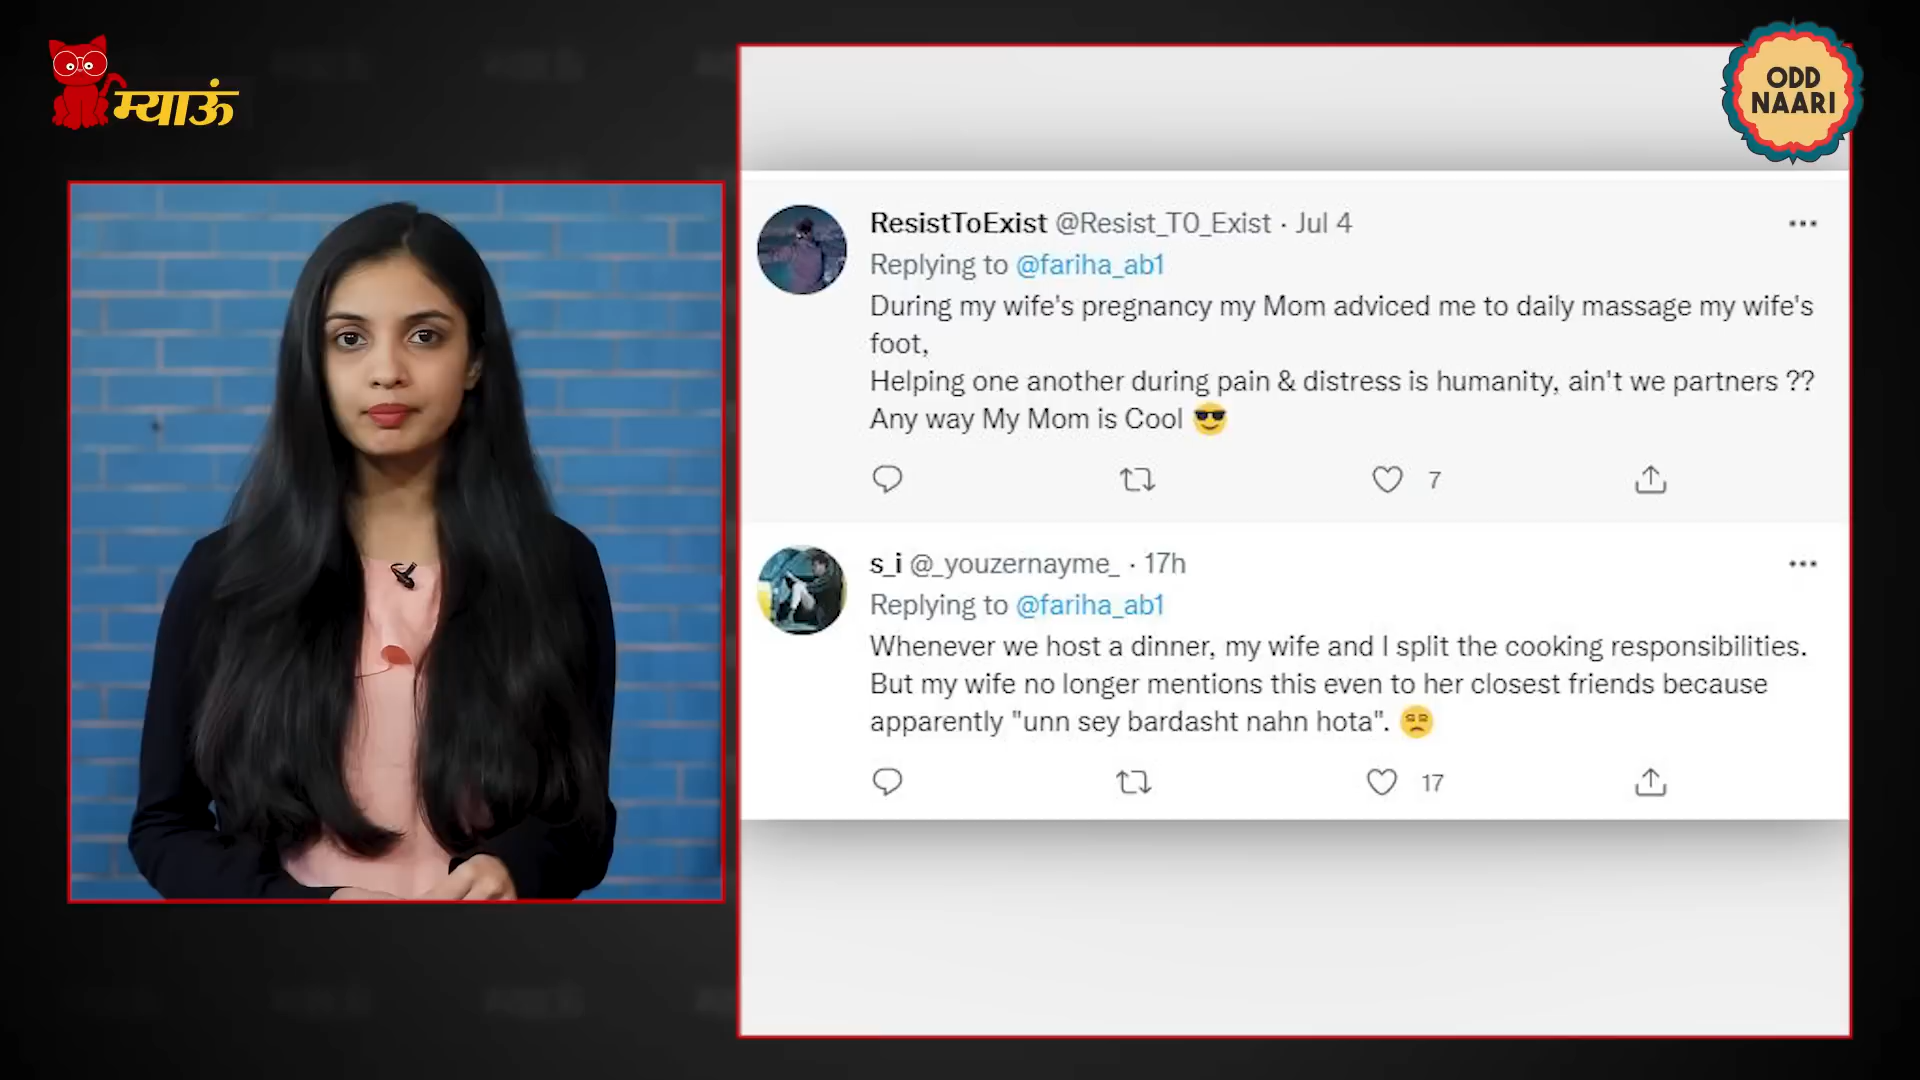 म्याऊं
ODD
NAARI
ResistToExist @Resist_T0_Exist · Jul 4
Replying to @fariha_ab1
During my wife's pregnancy my Mom adviced me to daily massage my wife's
foot,
Helping one another during pain & distress is humanity, ain't we partners ??
Any way My Mom is Cool 😎
7
s_i @_youzernayme_ · 17h
Replying to @fariha_ab1
Whenever we host a dinner, my wife and I split the cooking responsibilities.
But my wife no longer mentions this even to her closest friends because
apparently "unn sey bardasht nahn hota". 😒
17